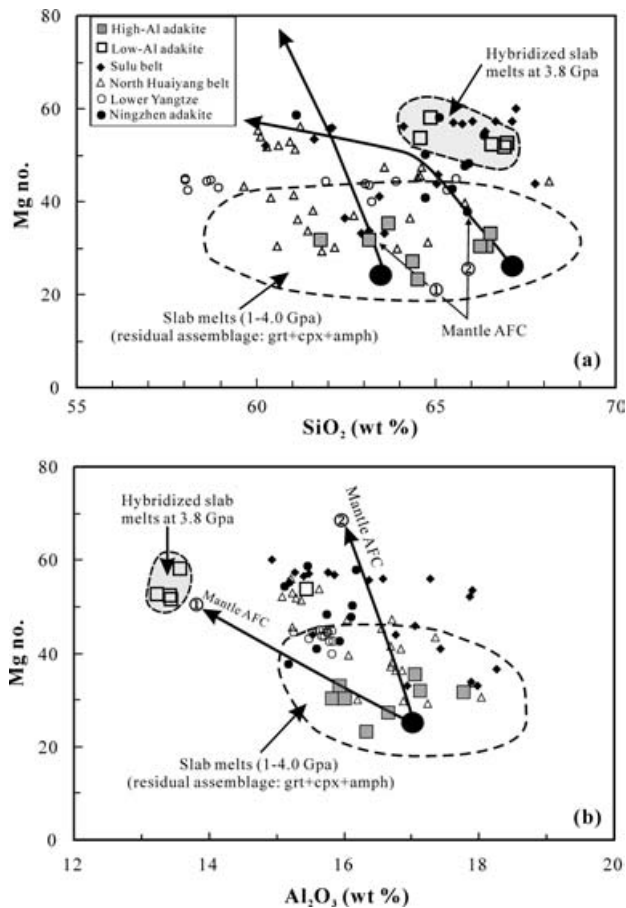 80
60
40
20
0
Mg no.
High-Al adakite
Low-Al adakite
Sulu belt
North Huaiyang belt
Lower Yangtze
Ningzhen adakite
Hybridized slab
melts at 3.8 Gpa
①
②
Slab melts (1-4.0 Gpa)
(residual assemblage: grt+cpx+amph)
Mantle AFC
(a)
55
60
65
70
SiO₂ (wt %)
80
60
40
20
0
Mg no.
Hybridized slab
melts at 3.8 Gpa
②
Mantle AFC
①
Mantle AFC
Slab melts (1-4.0 Gpa)
(residual assemblage: grt+cpx+amph)
(b)
12
14
16
18
20
Al₂O₃ (wt %)